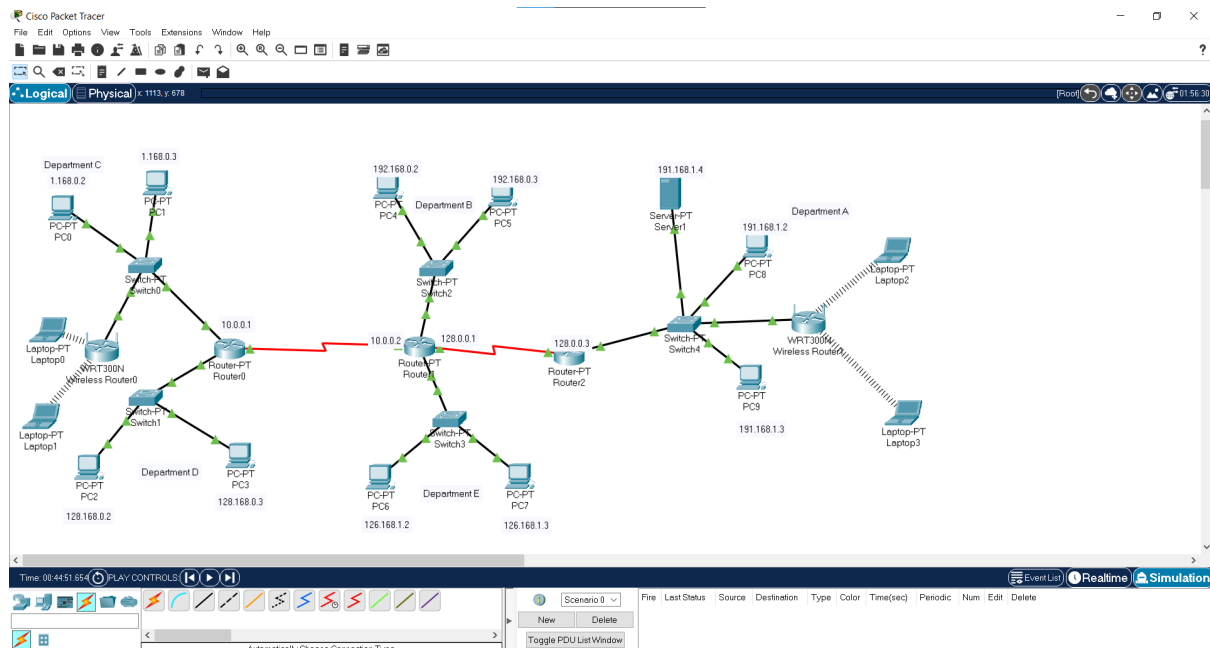 Cisco Packet Tracer
File Edit Options View Tools Extensions Window Help
?
Logical Physical x: 1113, y: 678 [Root] 01:56:30
Department C
1.168.0.2
1.168.0.3
PC-PT
PC1
PC-PT
PC0
Switch-PT
Switch0
Laptop-PT
Laptop0
WRT300N
Wireless Router0
Laptop-PT
Laptop1
10.0.0.1
Router-PT
Router0
Switch-PT
Switch1
PC-PT
PC2
128.168.0.2
Department D
PC-PT
PC3
128.168.0.3
192.168.0.2
PC-PT
PC4
Department B
192.168.0.3
PC-PT
PC5
Switch-PT
Switch2
10.0.0.2
128.0.0.1
Router-PT
Switch-PT
Switch3
PC-PT
PC6
126.168.1.2
Department E
PC-PT
PC7
126.168.1.3
128.0.0.3
Router-PT
Router2
191.168.1.4
Server-PT
Server1
Department A
191.168.1.2
PC-PT
PC8
Switch-PT
Switch4
WRT300N
Wireless
Laptop-PT
Laptop2
Laptop-PT
Laptop3
PC-PT
PC9
191.168.1.3
Time: 00:44:51.654 PLAY CONTROLS:
Event List Realtime Simulation
Scenario 0
New Delete
Toggle PDU List Window
Fire Last Status Source Destination Type Color Time(sec) Periodic Num Edit Delete